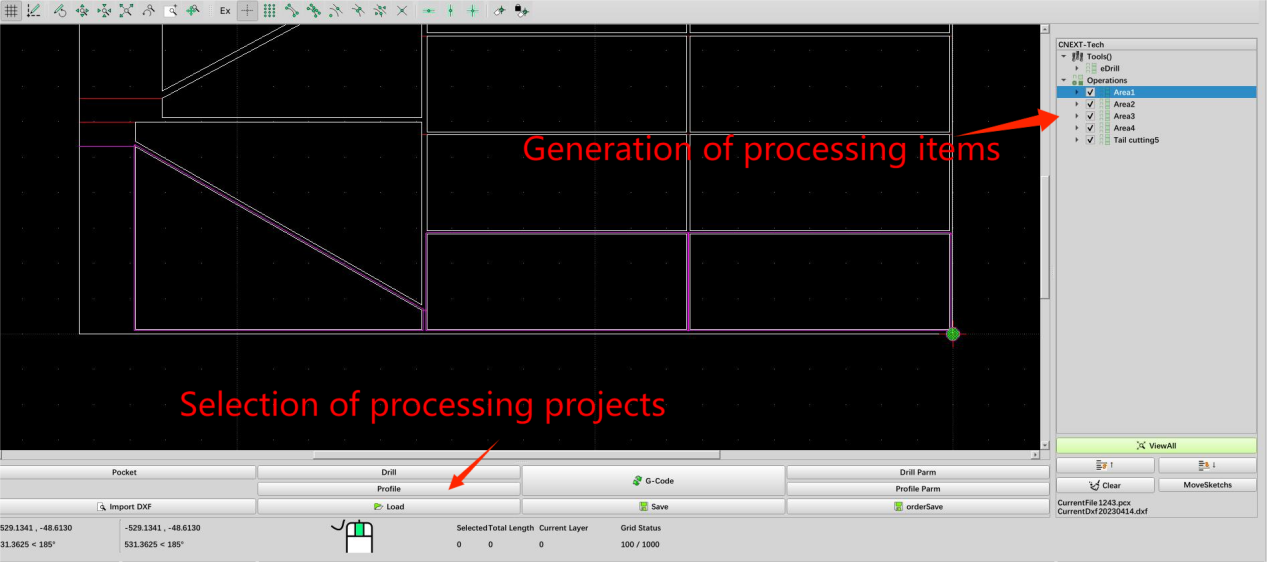 Ex
CNEXT-Tech
Tools()
eDrill
Operations
Area1
Area2
Area3
Area4
Tail cutting5
Generation of processing items
Selection of processing projects
ViewAll
Pocket
Drill
G-Code
Drill Parm
Profile
Profile Parm
Clear
MoveSketchs
Import DXF
Load
Save
orderSave
CurrentFile1243.pcx
CurrentDxf20230414.dxf
529.1341 , -48.6130
-529.1341 , -48.6130
Selected Total Length Current Layer
Grid Status
31.3625 < 185°
531.3625 < 185°
0 0 0
100 / 1000